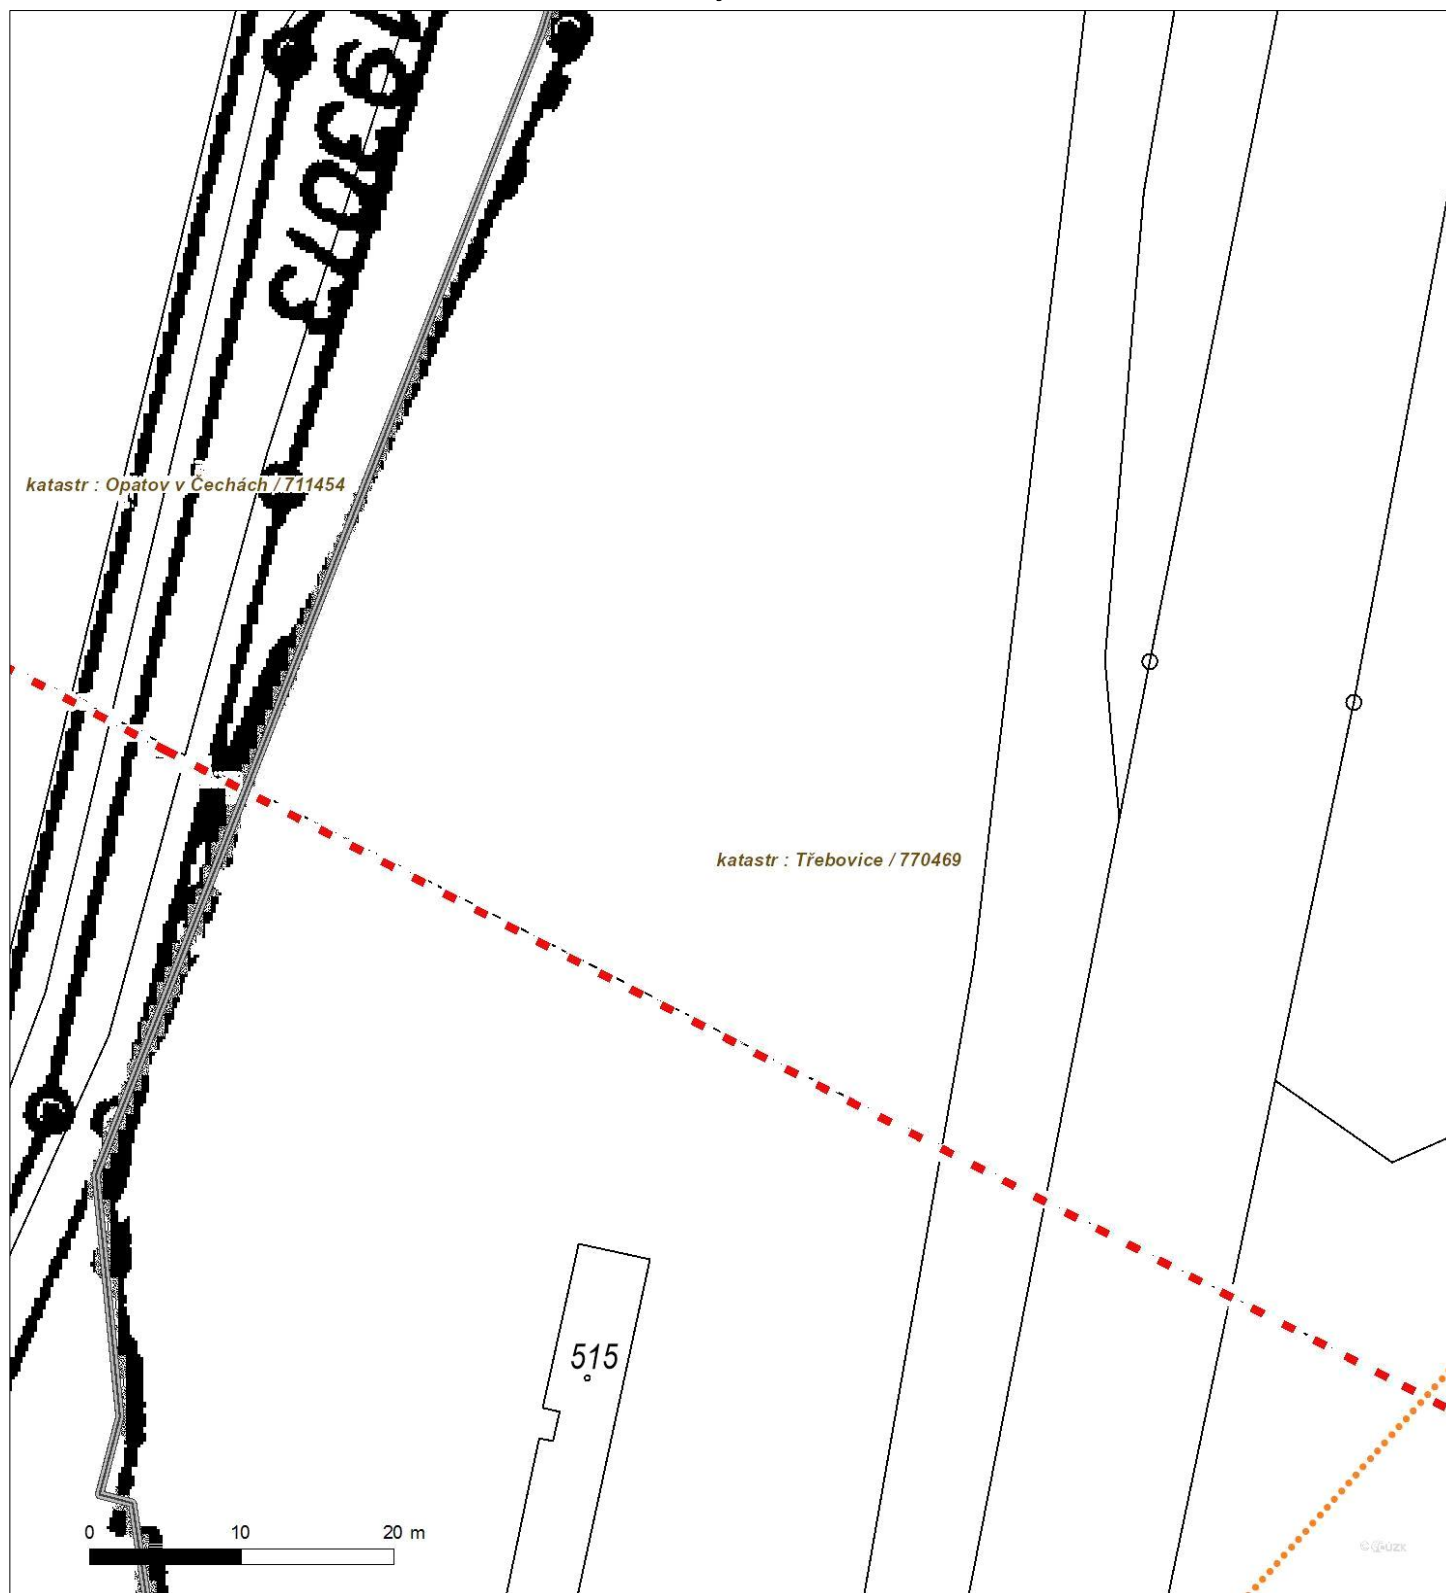 katastr : Opatov v Čechách / 711454
katastr : Třebovice / 770469
515
0 10 20 m